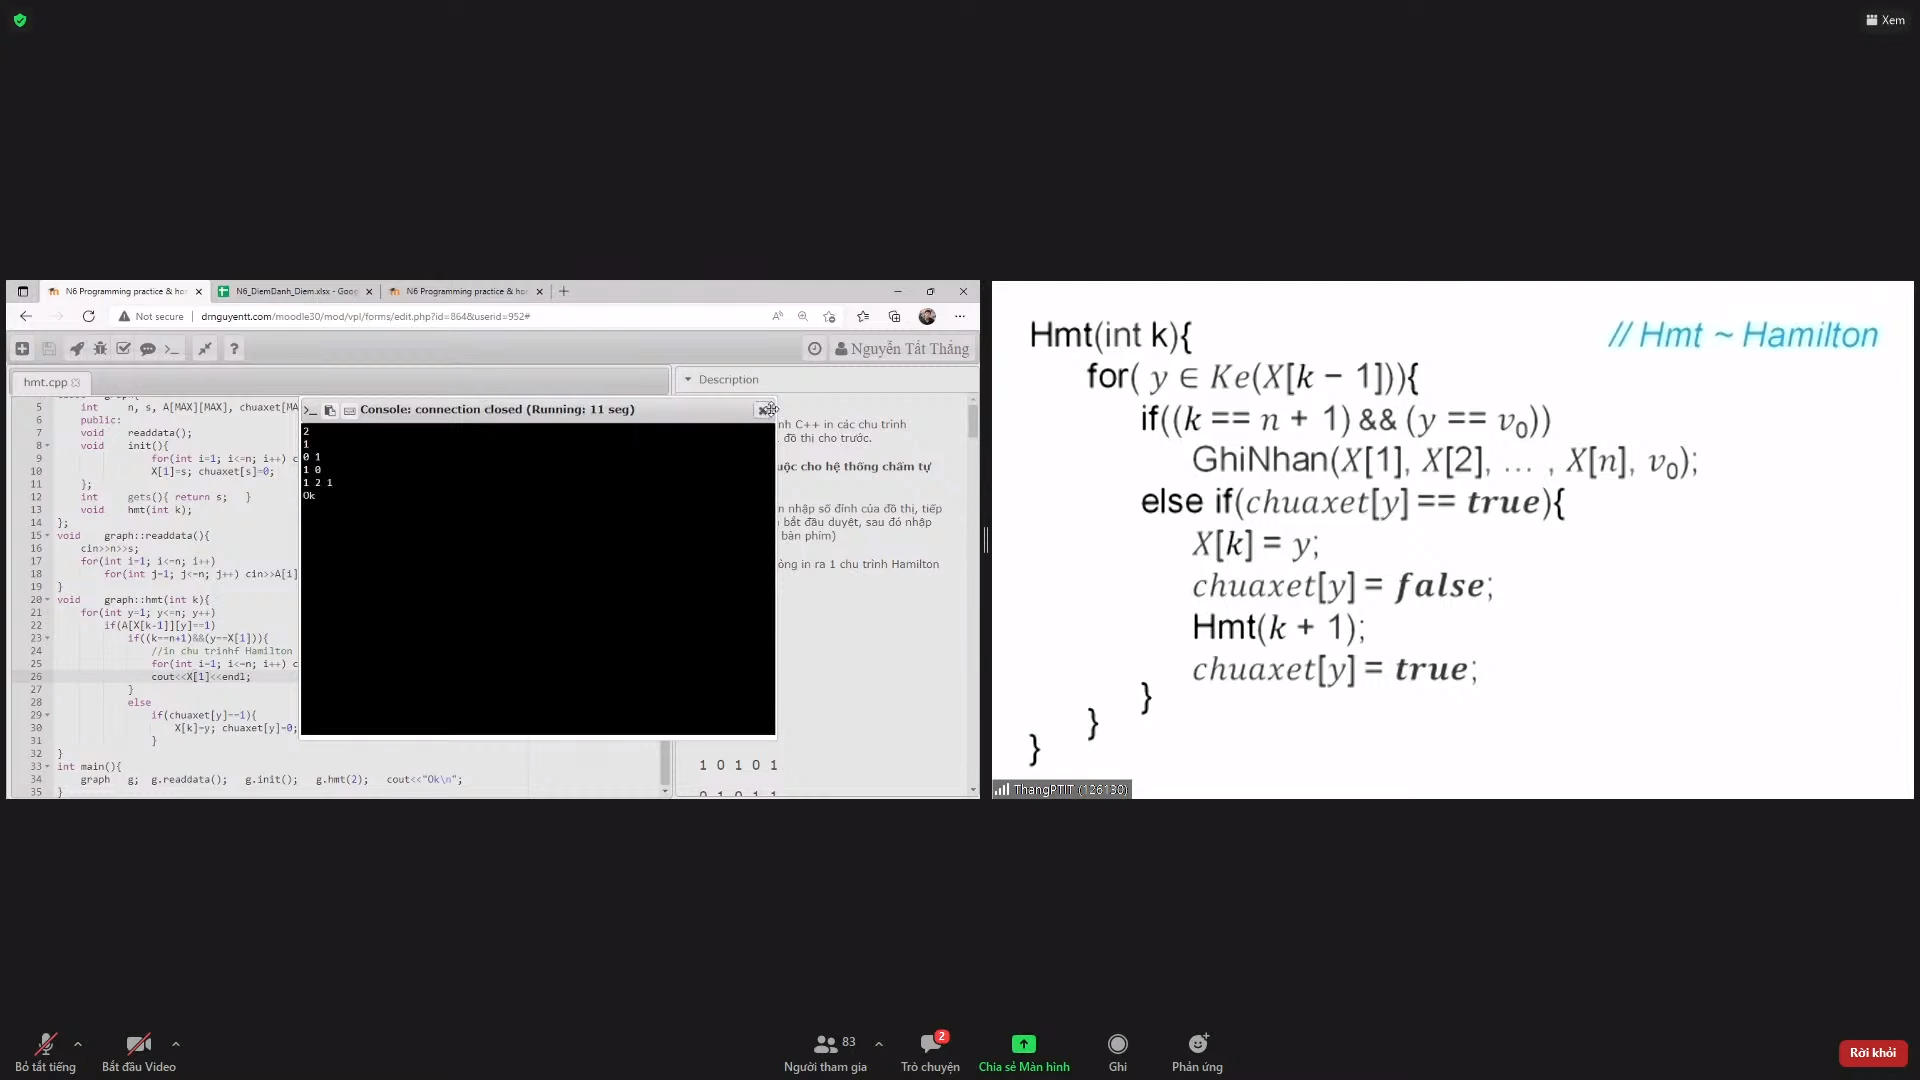 Xem
N6 Programming practice & hor
N6_DiemDanh_Diem.xlsx - Goog
N6 Programming practice & ho
Not secure | drnguyentt.com/moodle30/mod/vpl/forms/edit.php?id=864&userid=952#
Nguyễn Tất Thắng
hmt.cpp
Description
5 int n, s, A[MAX][MAX], chuaxet[MA
6 public:
7 void readdata();
8 void init(){
9 for(int i=1; i<=n; i++) c
10 X[1]=s; chuaxet[s]=0;
11 };
12 int gets(){ return s; }
13 void hmt(int k);
14 };
15 void graph::readdata(){
16 cin>>n>>s;
17 for(int i=1; i<=n; i++)
18 for(int j=1; j<=n; j++) cin>>A[i]
19 }
20 void graph::hmt(int k){
21 for(int y=1; y<=n; y++)
22 if(A[X[k-1]][y]==1)
23 if((k==n+1)&&(y==X[1])){
24 //in chu trinhf Hamilton
25 for(int i=1; i<=n; i++) c
26 cout<<X[1]<<endl;
27 }
28 else
29 if(chuaxet[y]==1){
30 X[k]=y; chuaxet[y]=0;
31 }
32 }
33 int main(){
34 graph g; g.readdata(); g.init(); g.hmt(2); cout<<"Ok\n";
35 }
Console: connection closed (Running: 11 seg)
2
1
0 1
1 0
1 2 1
Ok
nh C++ in các chu trình
đồ thị cho trước.
uộc cho hệ thống chấm tự
n nhập số đỉnh của đồ thị, tiếp
bắt đầu duyệt, sau đó nhập
bàn phím)
òng in ra 1 chu trình Hamilton
1 0 1 0 1
0 1 0 1 1
Hmt(int k){ // Hmt ~ Hamilton
for( y ∈ Ke(X[k − 1])){
if((k == n + 1) && (y == v₀))
GhiNhan(X[1], X[2], … , X[n], v₀);
else if(chuaxet[y] == true){
X[k] = y;
chuaxet[y] = false;
Hmt(k + 1);
chuaxet[y] = true;
}
}
}
ThangPTIT (126130)
Bỏ tắt tiếng
Bắt đầu Video
83
Người tham gia
2
Trò chuyện
Chia sẻ Màn hình
Ghi
Phản ứng
Rời khỏi